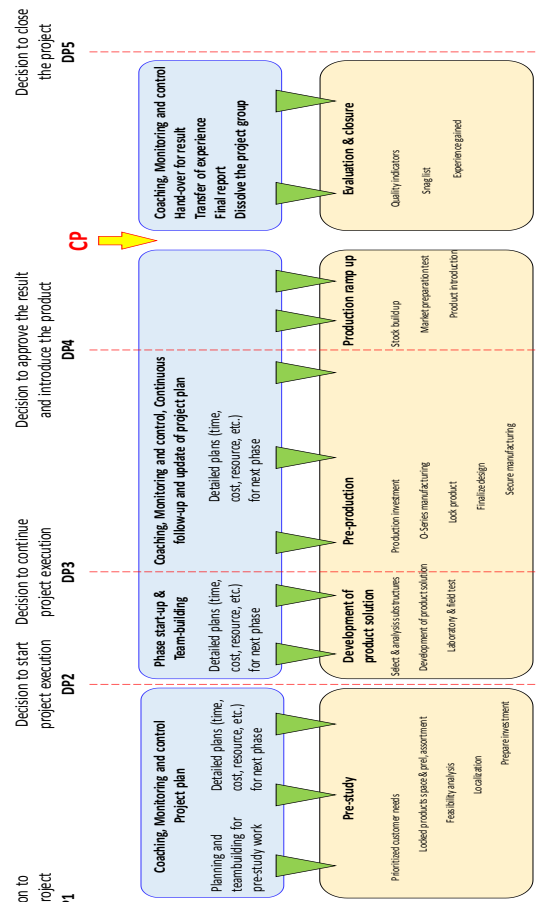 on to
roject
P1
Decision to start
project execution
DP2
Decision to continue
project execution
DP3
Decision to approve the result
and introduce the product
DP4
CP
Decision to close
the project
DP5
Coaching, Monitoring and control
Project plan
Planning and
teambuilding for
pre-study work
Detailed plans (time,
cost, resource, etc.)
for next phase
Phase start-up &
Team-building
Detailed plans (time,
cost, resource, etc.)
for next phase
Coaching, Monitoring and control, Continuous
follow-up and update of project plan
Detailed plans (time,
cost, resource, etc.)
for next phase
Coaching, Monitoring and control
Hand-over for result
Transfer of experience
Final report
Dissolve the project group
Pre-study
Prioritized customer needs
Locked products space & prel, assortment
Feasibility analysis
Localization
Prepare investment
Development of
product solution
Select & analysis substructures
Development of product solution
Laboratory & field test
Pre-production
Production investment
O-Series manufacturing
Lock product
Finalize design
Secure manufacturing
Production ramp up
Stock build up
Market preparation test
Product introduction
Evaluation & closure
Quality indicators
Snag list
Experience gained